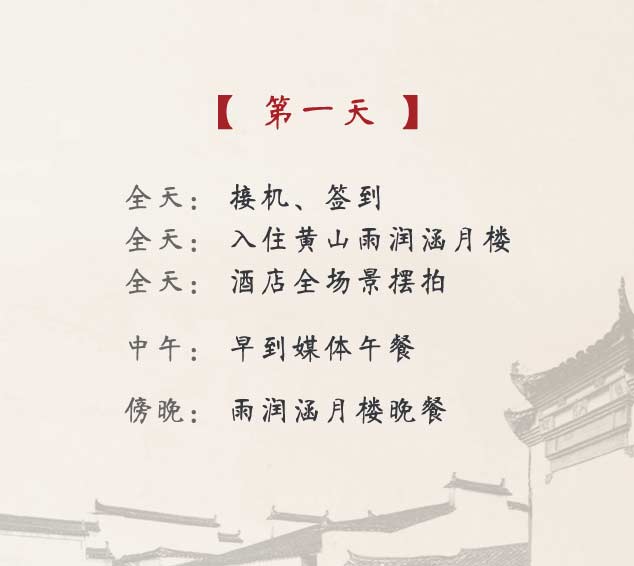 【 第一天 】
全天： 接机、签到
全天： 入住黄山雨润涵月楼
全天： 酒店全场景摆拍
中午： 早到媒体午餐
傍晚： 雨润涵月楼晚餐